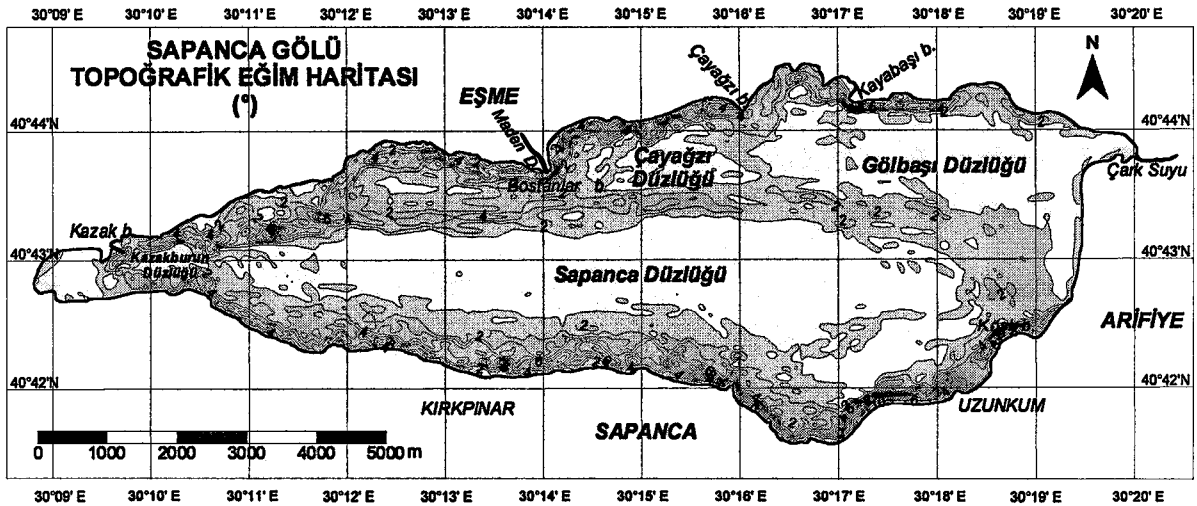 30°09' E 30°10' E 30°11' E 30°12' E 30°13' E 30°14' E 30°15' E 30°16' E 30°17' E 30°18' E 30°19' E 30°20' E
SAPANCA GÖLÜ
TOPOĞRAFİK EĞİM HARİTASI
(°)
N
EŞME
Maden D.
Çayağzı b.
Kayabaşı b.
40°44'N
40°44'N
Çayağzı
Düzlüğü
Gölbaşı Düzlüğü
Çark Suyu
Bostanlar b.
Kazak b.
Kazakburun
Düzlüğü
40°43'N
40°43'N
Sapanca Düzlüğü
ARİFİYE
40°42'N
40°42'N
KIRKPINAR
SAPANCA
UZUNKUM
0 1000 2000 3000 4000 5000 m
30°09' E 30°10' E 30°11' E 30°12' E 30°13' E 30°14' E 30°15' E 30°16' E 30°17' E 30°18' E 30°19' E 30°20' E